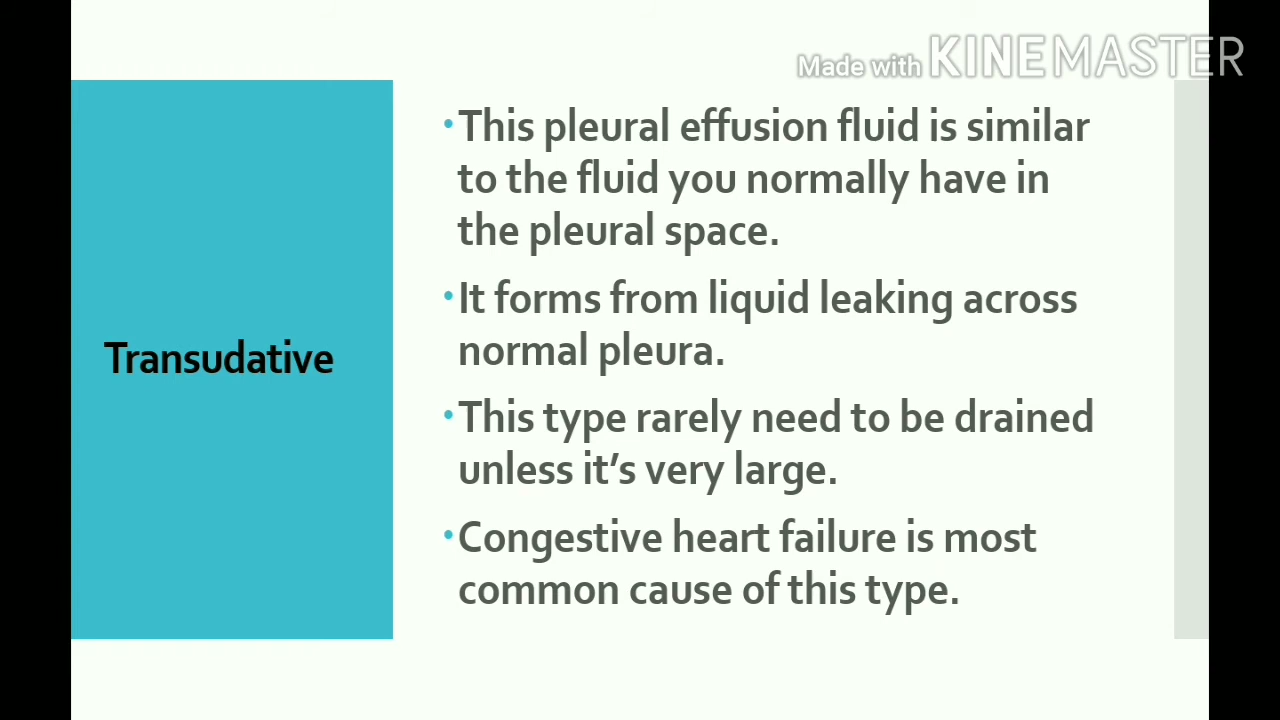 Made with KINEMASTER
Transudative
•This pleural effusion fluid is similar
to the fluid you normally have in
the pleural space.
•It forms from liquid leaking across
normal pleura.
•This type rarely need to be drained
unless it’s very large.
•Congestive heart failure is most
common cause of this type.